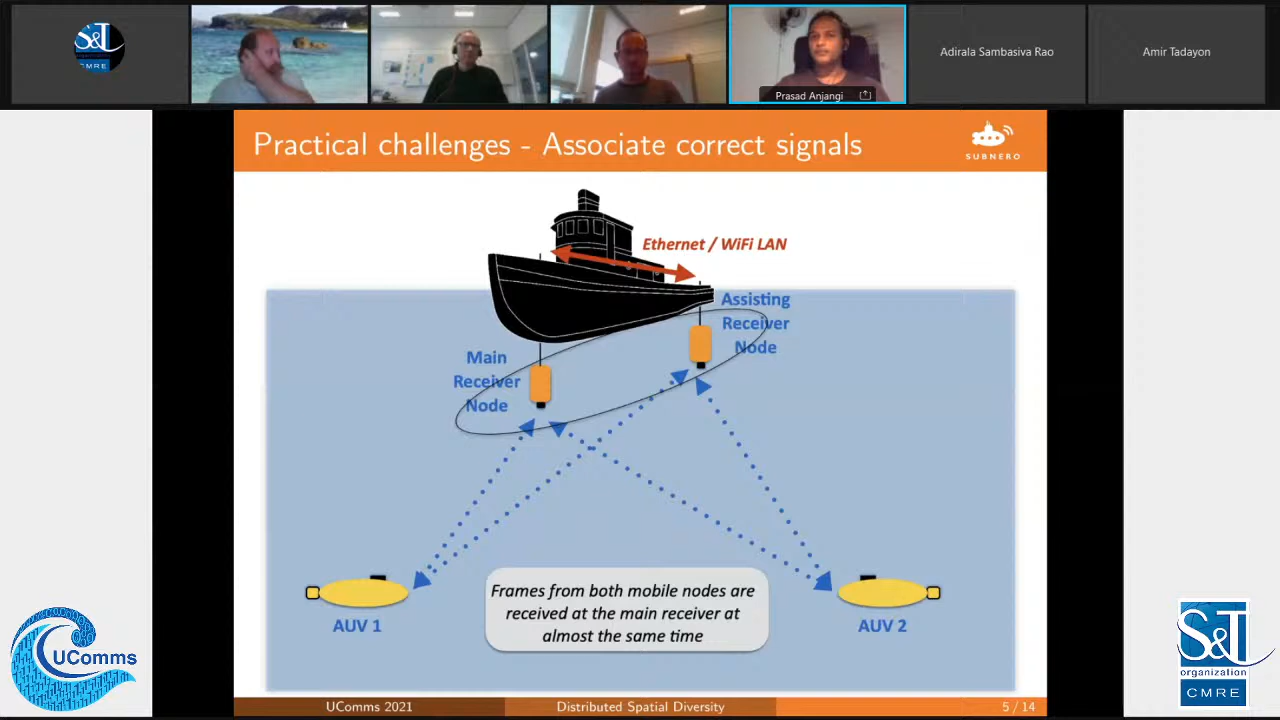 S&T
CMRE
Prasad Anjangi
Adirala Sambasiva Rao
Amir Tadayon
Practical challenges - Associate correct signals
SUBNERO
Ethernet / WiFi LAN
Assisting
Receiver
Node
Main
Receiver
Node
Frames from both mobile nodes are
received at the main receiver at
almost the same time
AUV 1
AUV 2
UComms
S&T
organization
CMRE
UComms 2021
Distributed Spatial Diversity
5 / 14